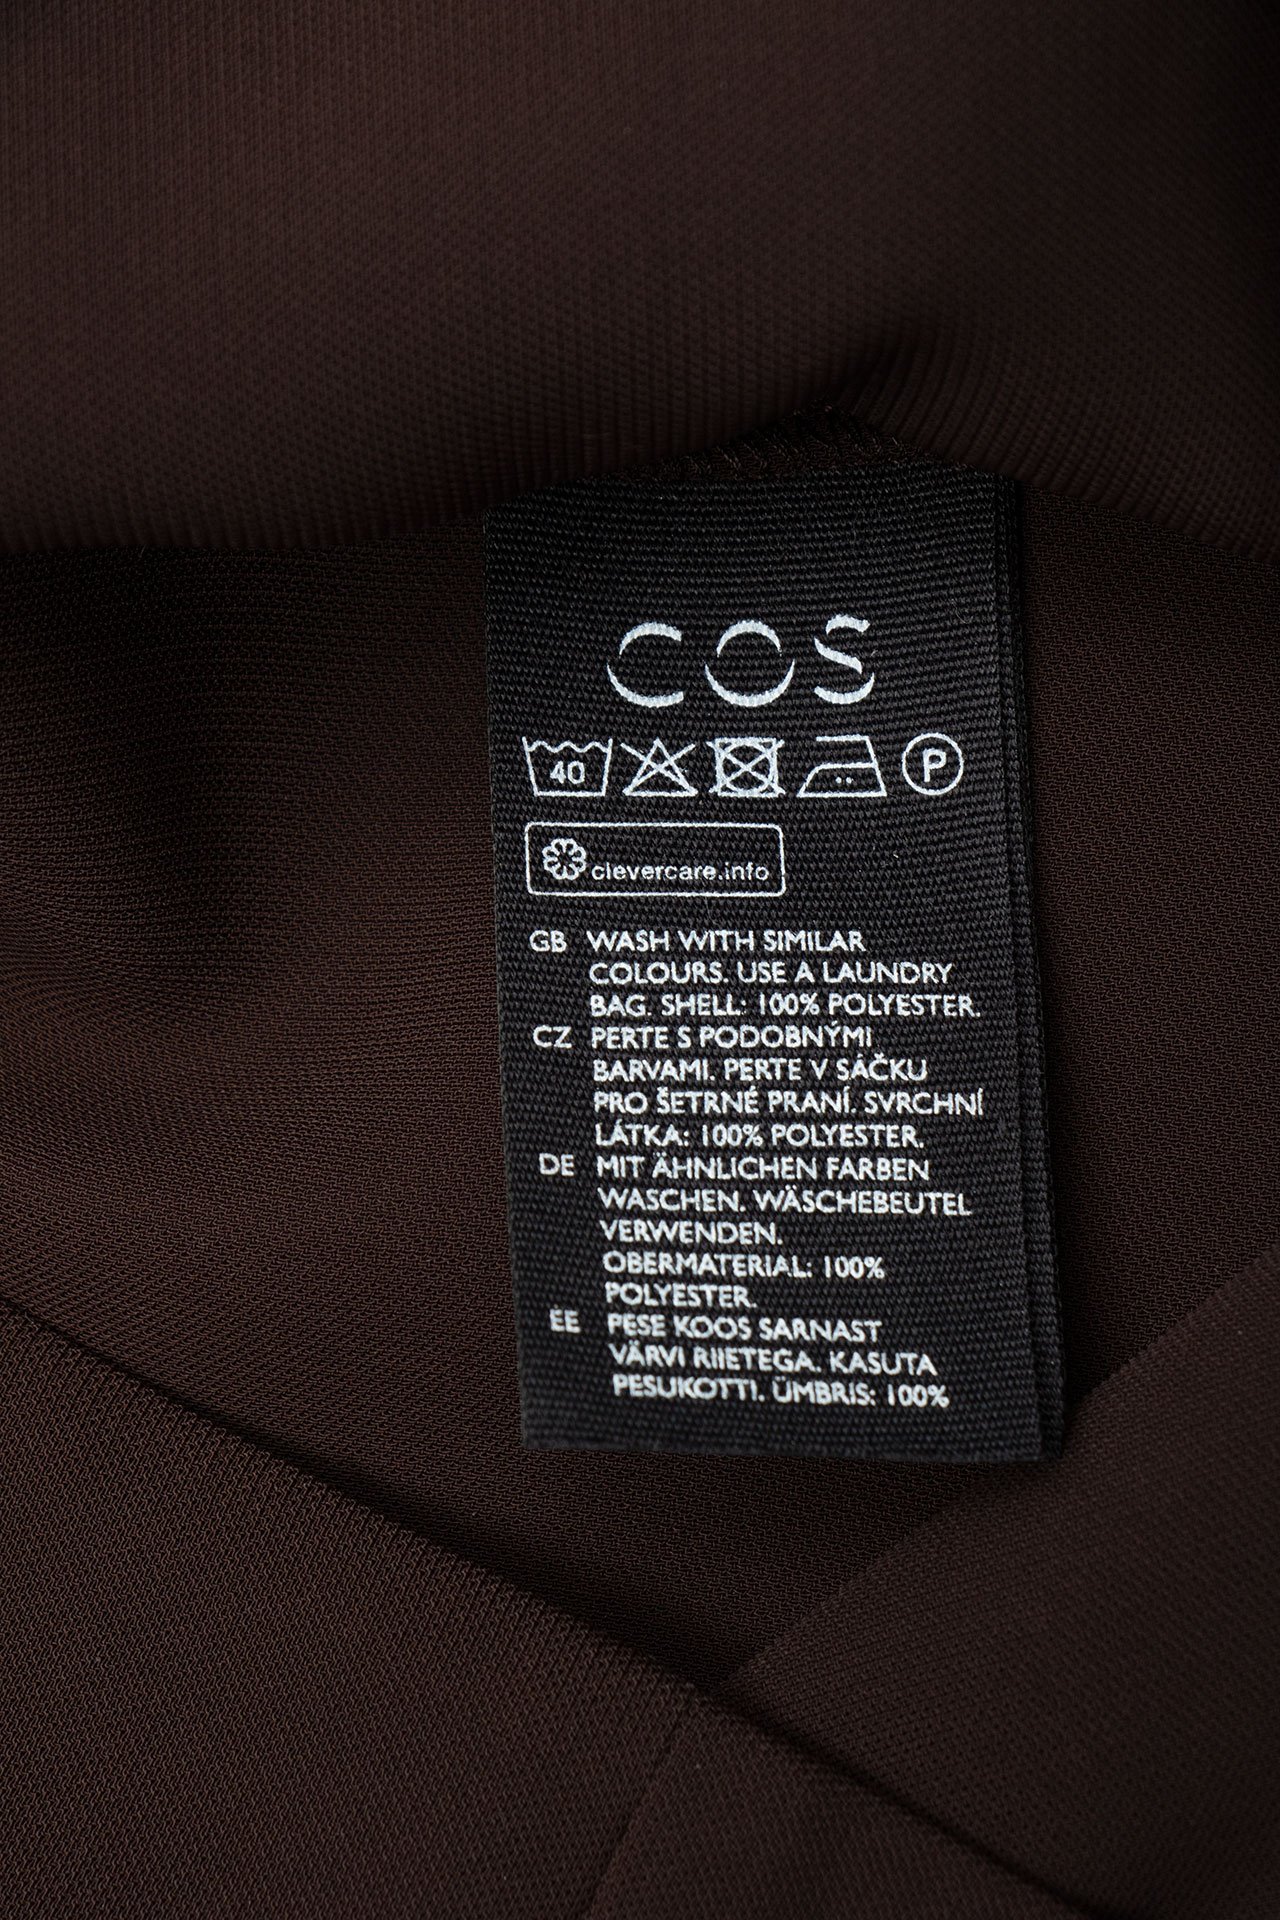 COS
40
P
clevercare.info
GB WASH WITH SIMILAR
COLOURS. USE A LAUNDRY
BAG. SHELL: 100% POLYESTER.
CZ PERTE S PODOBNÝMI
BARVAMI. PERTE V SÁČKU
PRO ŠETRNÉ PRANÍ. SVRCHNÍ
LÁTKA: 100% POLYESTER.
DE MIT ÄHNLICHEN FARBEN
WASCHEN. WÄSCHEBEUTEL
VERWENDEN.
OBERMATERIAL: 100%
POLYESTER.
EE PESE KOOS SARNAST
VÄRVI RIIETEGA. KASUTA
PESUKOTTI. ÜMBRIS: 100%